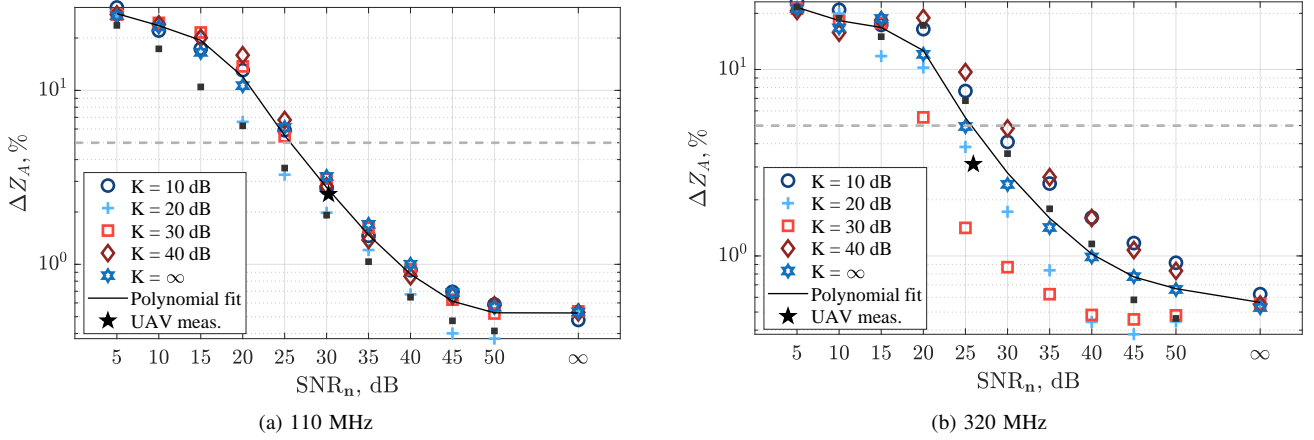 10^1
10^0
ΔZ_A, %
K = 10 dB
K = 20 dB
K = 30 dB
K = 40 dB
K = ∞
Polynomial fit
UAV meas.
5 10 15 20 25 30 35 40 45 50 ∞
SNR_n, dB
(a) 110 MHz
10^1
10^0
ΔZ_A, %
K = 10 dB
K = 20 dB
K = 30 dB
K = 40 dB
K = ∞
Polynomial fit
UAV meas.
5 10 15 20 25 30 35 40 45 50 ∞
SNR_n, dB
(b) 320 MHz